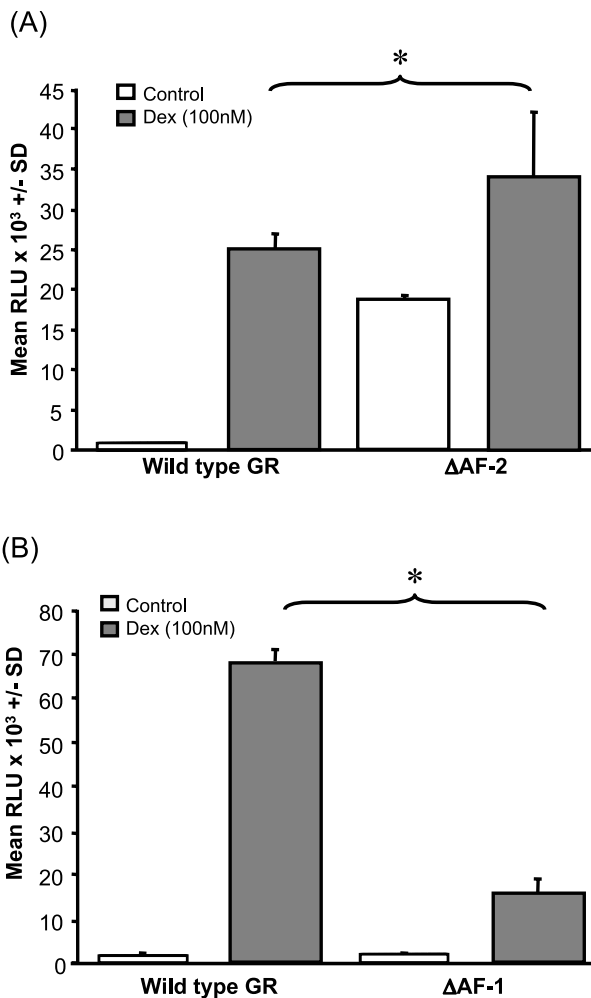 (A)
*
45
40
35
30
25
20
15
10
5
0
Mean RLU x 10³ +/- SD
Control
Dex (100nM)
Wild type GR
ΔAF-2
(B)
*
80
70
60
50
40
30
20
10
0
Mean RLU x 10³ +/- SD
Control
Dex (100nM)
Wild type GR
ΔAF-1